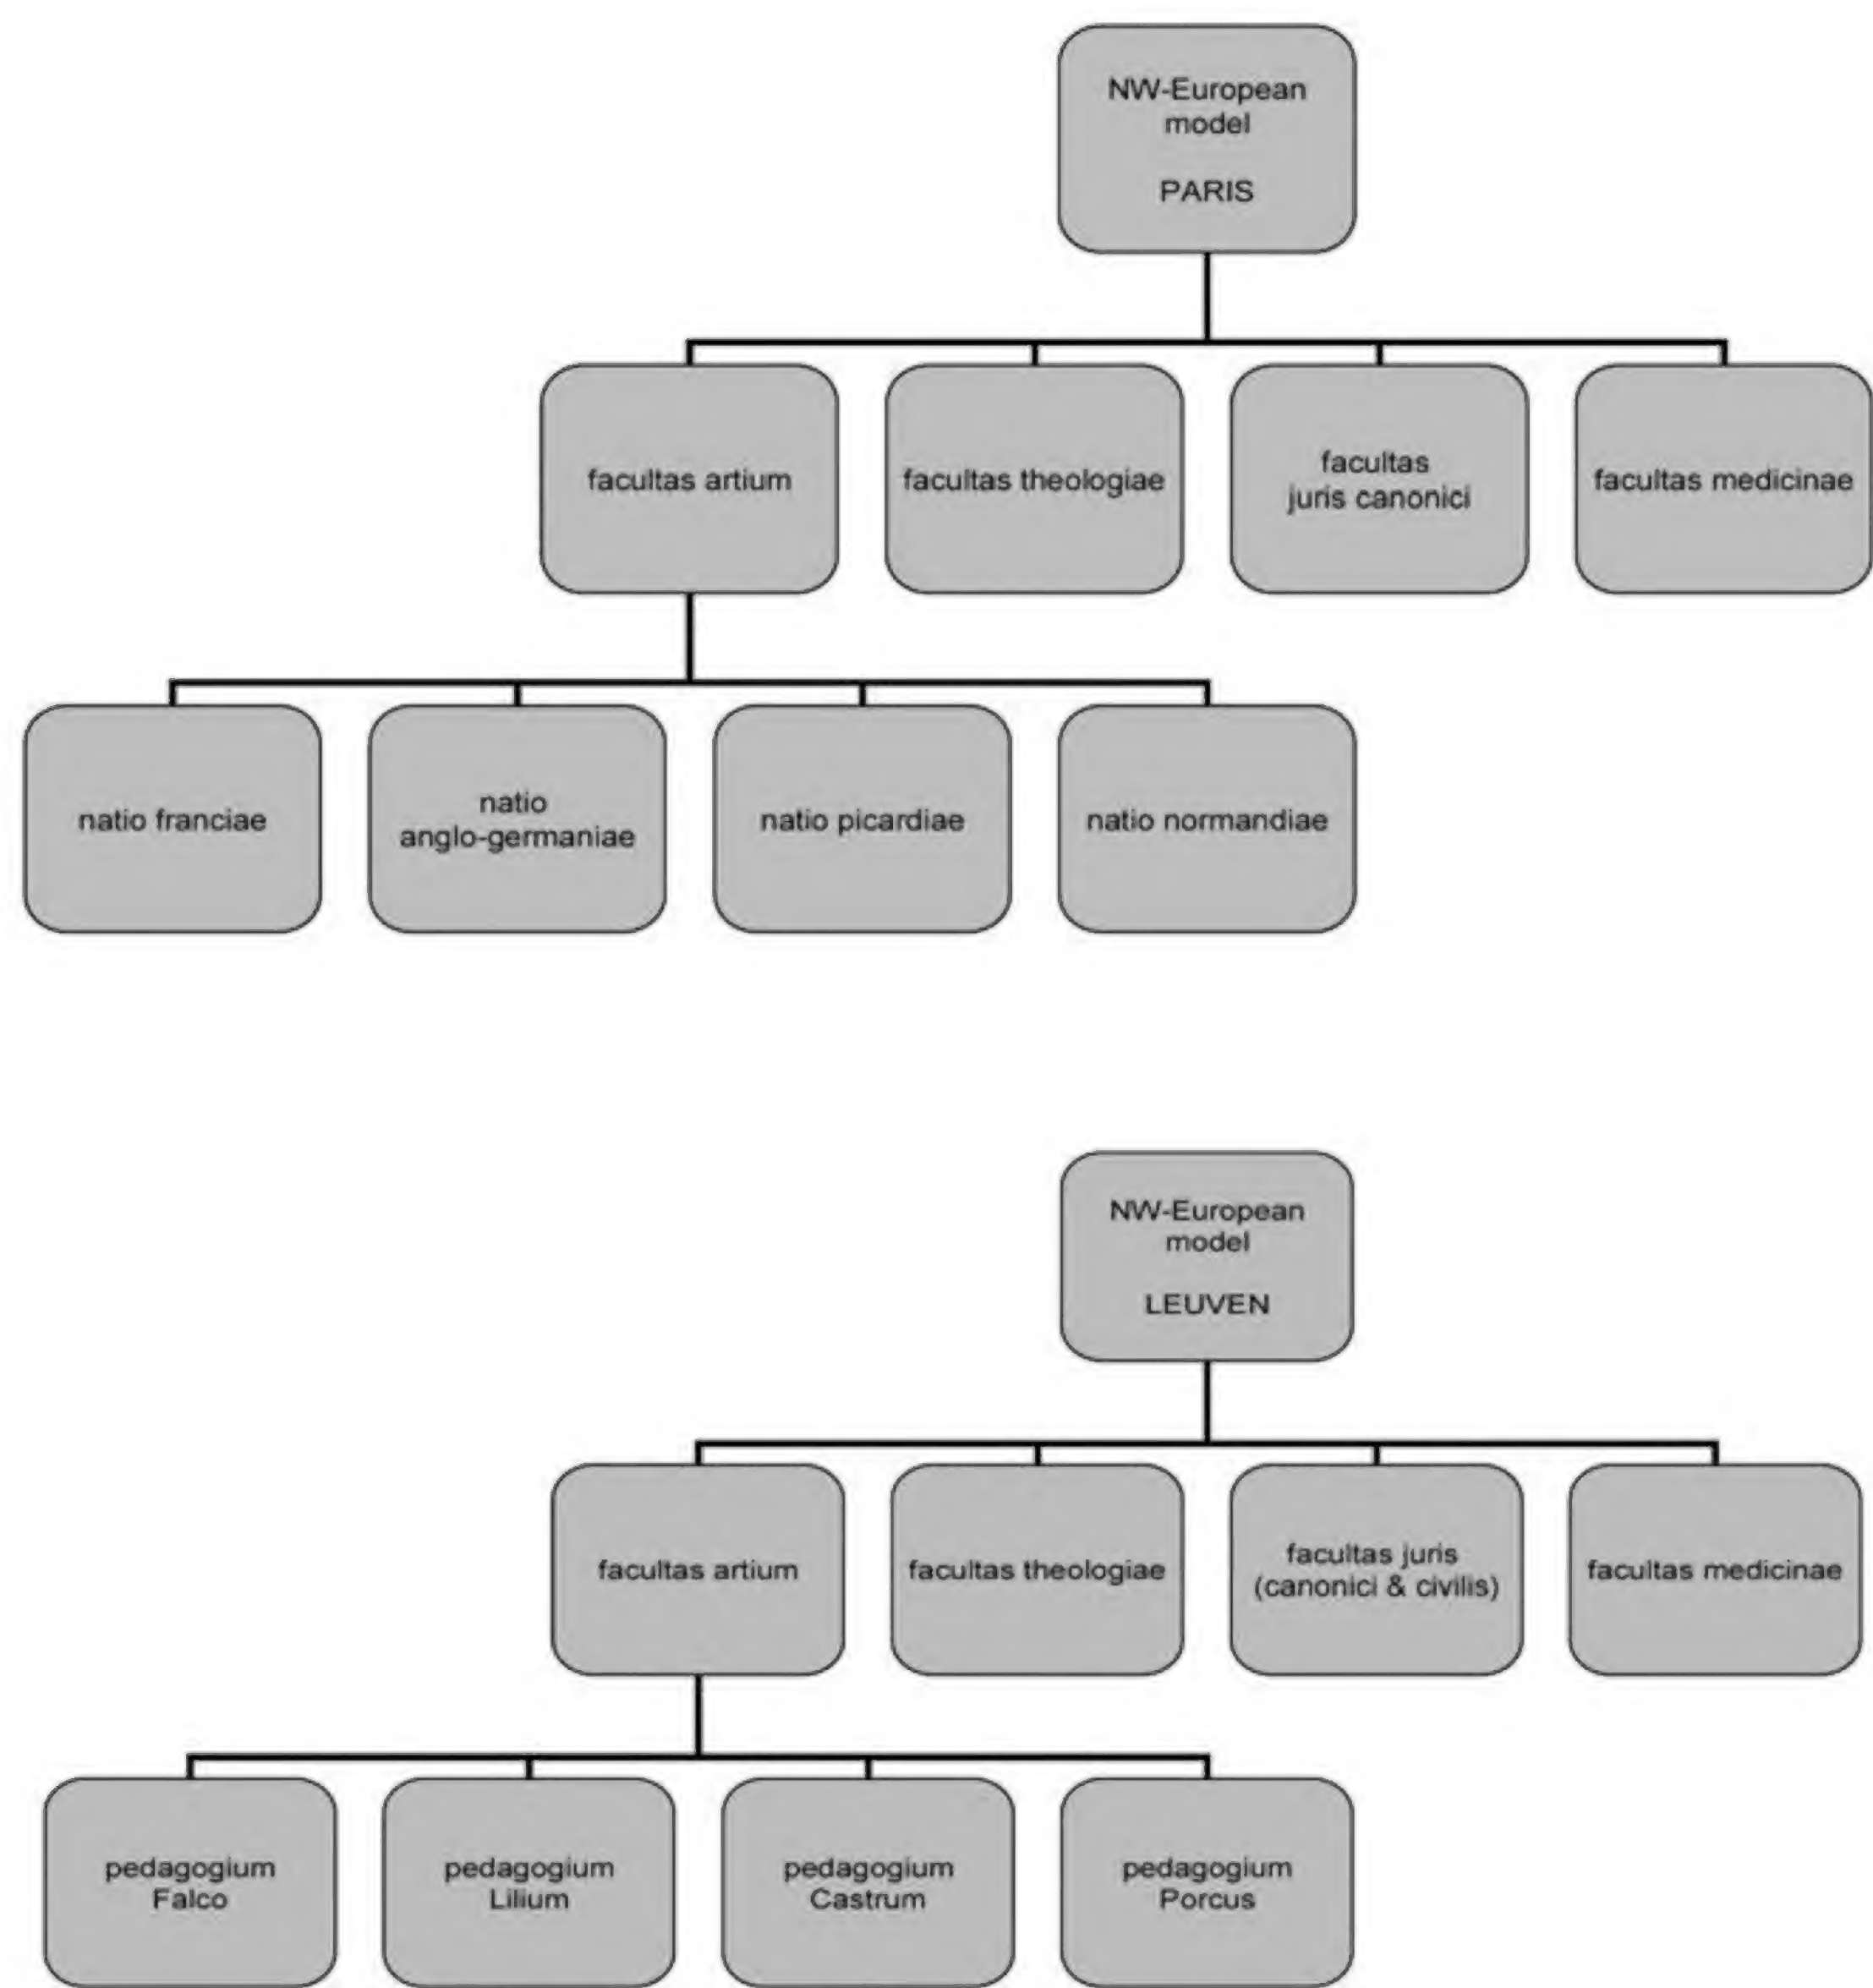 NW-European
model
PARIS
facultas artium
facultas theologiae
facultas
juris canonici
facultas medicinae
natio franciae
natio
anglo-germaniae
natio picardiae
natio normandiae
NW-European
model
LEUVEN
facultas artium
facultas theologiae
facultas juris
(canonici & civilis)
facultas medicinae
pedagogium
Falco
pedagogium
Lilium
pedagogium
Castrum
pedagogium
Porcus